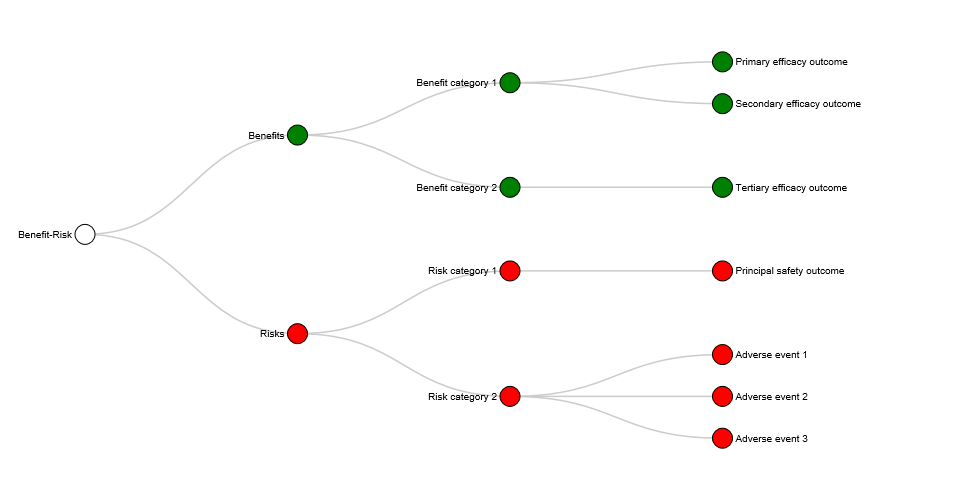 Primary efficacy outcome
Benefit category 1
Secondary efficacy outcome
Benefits
Benefit category 2
Tertiary efficacy outcome
Benefit-Risk
Risk category 1
Principal safety outcome
Risks
Adverse event 1
Risk category 2
Adverse event 2
Adverse event 3